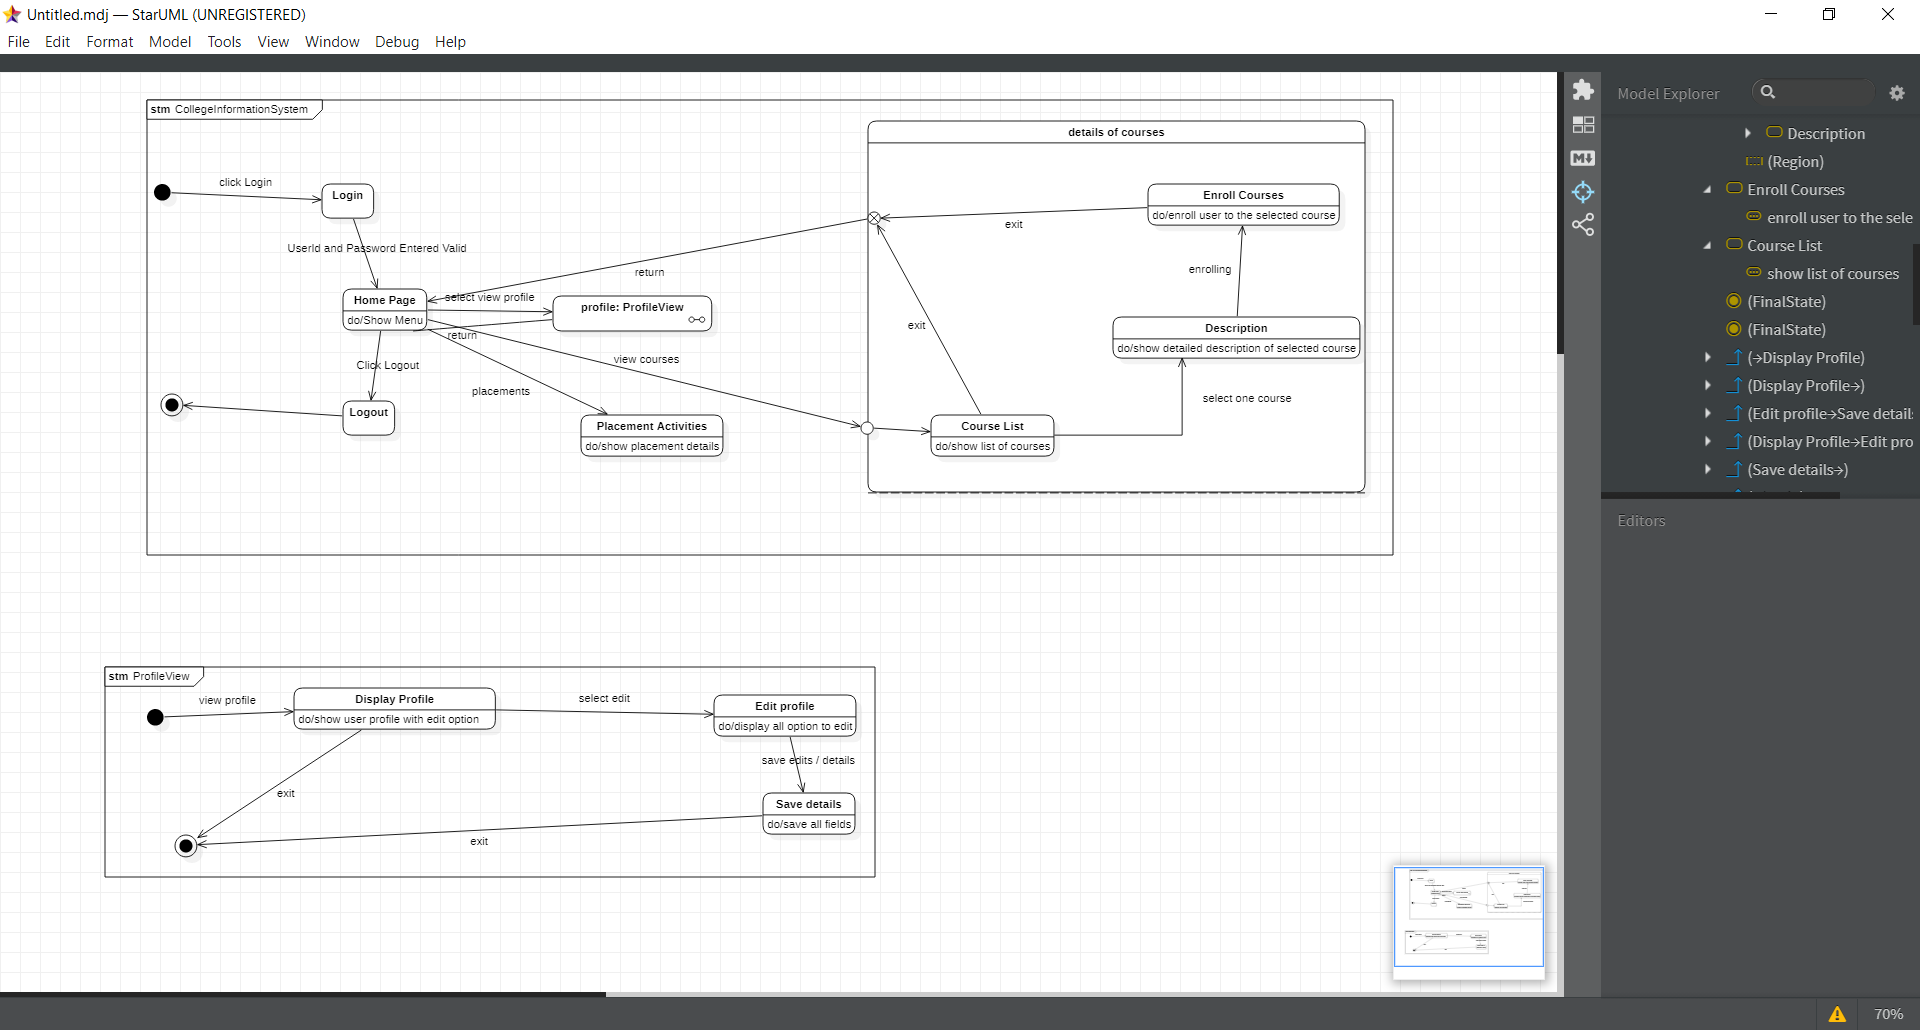 Untitled.mdj — StarUML (UNREGISTERED)
File Edit Format Model Tools View Window Debug Help
stm CollegeInformationSystem
details of courses
click Login
Login
Enroll Courses
do/enroll user to the selected course
exit
UserId and Password Entered Valid
return
enrolling
Home Page
do/Show Menu
select view profile
profile: ProfileView
return
exit
Description
do/show detailed description of selected course
Click Logout
view courses
placements
select one course
Logout
Placement Activities
do/show placement details
Course List
do/show list of courses
stm ProfileView
view profile
Display Profile
do/show user profile with edit option
select edit
Edit profile
do/display all option to edit
save edits / details
exit
Save details
do/save all fields
exit
Model Explorer
Description
(Region)
Enroll Courses
enroll user to the sele
Course List
show list of courses
(FinalState)
(FinalState)
(→Display Profile)
(Display Profile→)
(Edit profile→Save detail
(Display Profile→Edit pro
(Save details→)
Editors
70%